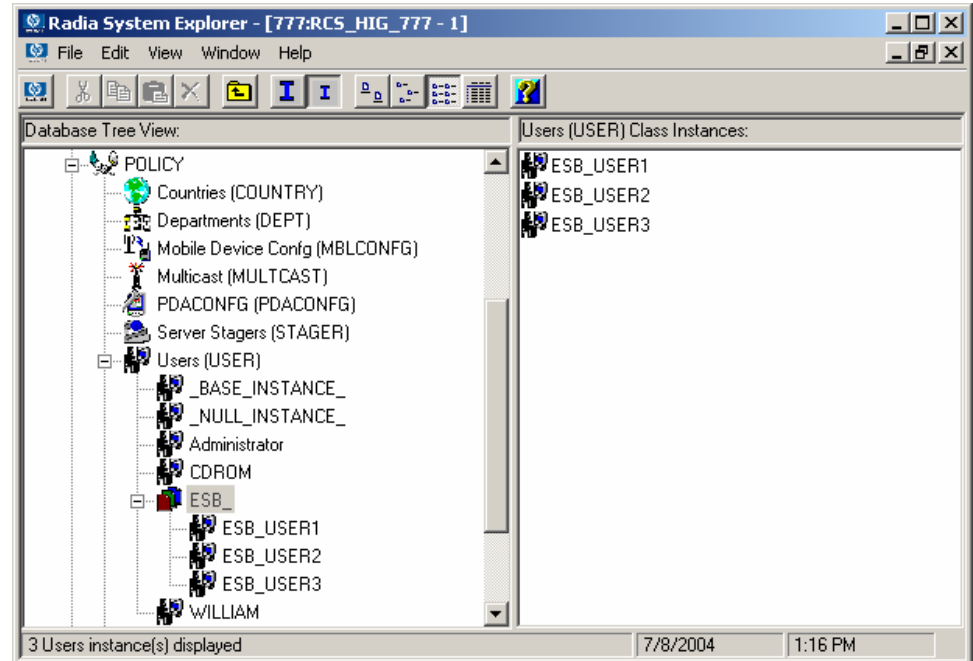 Radia System Explorer - [777:RCS_HIG_777 - 1]
File Edit View Window Help
Database Tree View:
Users (USER) Class Instances:
POLICY
Countries (COUNTRY)
Departments (DEPT)
Mobile Device Confg (MBLCONFG)
Multicast (MULTCAST)
PDACONFG (PDACONFG)
Server Stagers (STAGER)
Users (USER)
_BASE_INSTANCE_
_NULL_INSTANCE_
Administrator
CDROM
ESB_
ESB_USER1
ESB_USER2
ESB_USER3
WILLIAM
ESB_USER1
ESB_USER2
ESB_USER3
3 Users instance(s) displayed
7/8/2004
1:16 PM